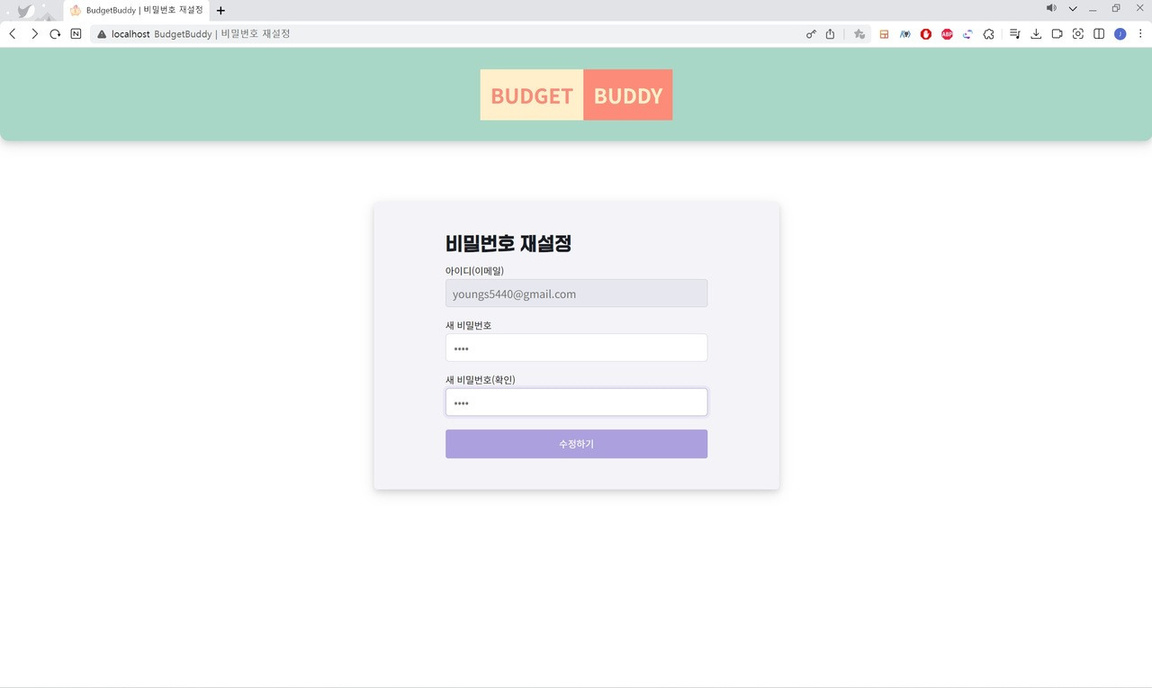 BudgetBuddy | 비밀번호 재설정
localhost BudgetBuddy | 비밀번호 재설정
ABP
BUDGET BUDDY
비밀번호 재설정
아이디(이메일)
youngs5440@gmail.com
새 비밀번호
••••
새 비밀번호(확인)
••••
수정하기